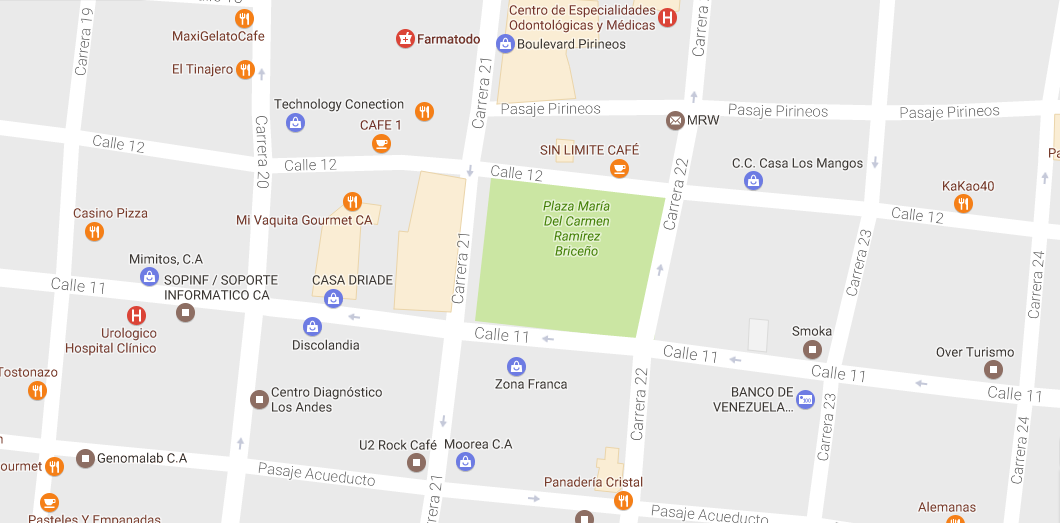 Carrera 19
MaxiGelatoCafe
El Tinajero
Farmatodo
Centro de Especialidades
Odontológicas y Médicas
Boulevard Pirineos
Carrera 21
Pasaje Pirineos
MRW
Pasaje Pirineos
Pasaje Pirineos
Technology Conection
CAFE 1
Carrera 20
Calle 12
Calle 12
Calle 12
SIN LIMITE CAFÉ
Carrera 22
C.C. Casa Los Mangos
KaKao40
Calle 12
Casino Pizza
Mi Vaquita Gourmet CA
Plaza María
Del Carmen
Ramírez
Briceño
Carrera 21
Carrera 23
Carrera 24
Mimitos, C.A
Calle 11
SOPINF / SOPORTE
INFORMATICO CA
CASA DRIADE
Urologico
Hospital Clínico
Discolandia
Calle 11
Calle 11
Smoka
Over Turismo
Calle 11
Calle 11
Tostonazo
Zona Franca
Centro Diagnóstico
Los Andes
BANCO DE
VENEZUELA...
Carrera 22
Carrera 23
Carrera 24
U2 Rock Café
Moorea C.A
Genomalab C.A
ourmet
Pasaje Acueducto
Carrera 21
Panadería Cristal
Pasaje Acueducto
Alemanas
Pasteles Y Empanadas